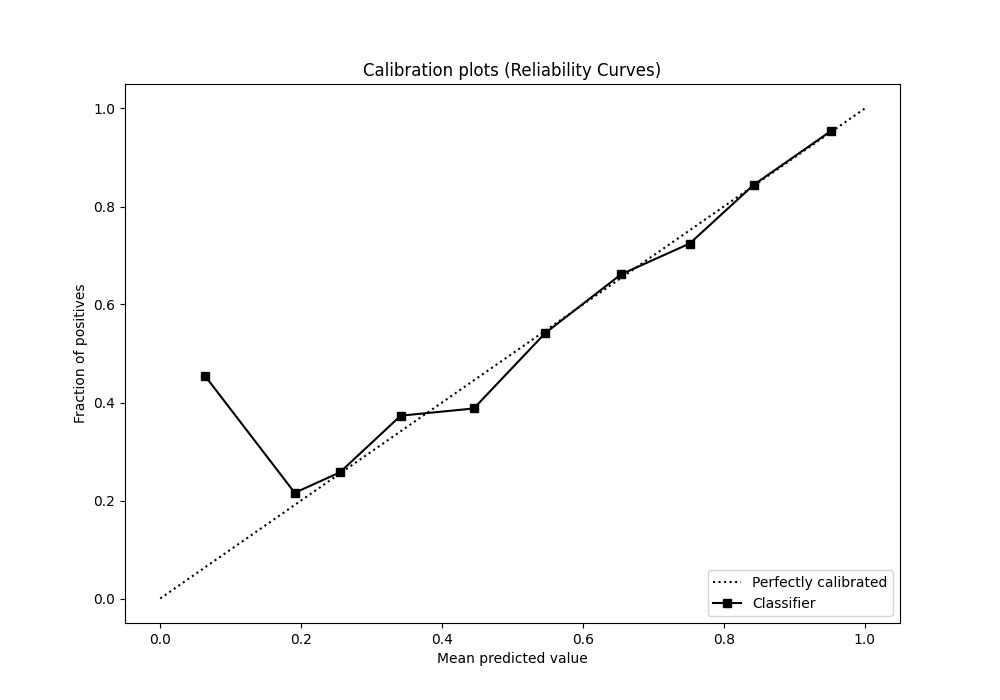 Calibration plots (Reliability Curves)
1.0
0.8
0.6
0.4
0.2
0.0
Fraction of positives
Perfectly calibrated
Classifier
0.0 0.2 0.4 0.6 0.8 1.0
Mean predicted value